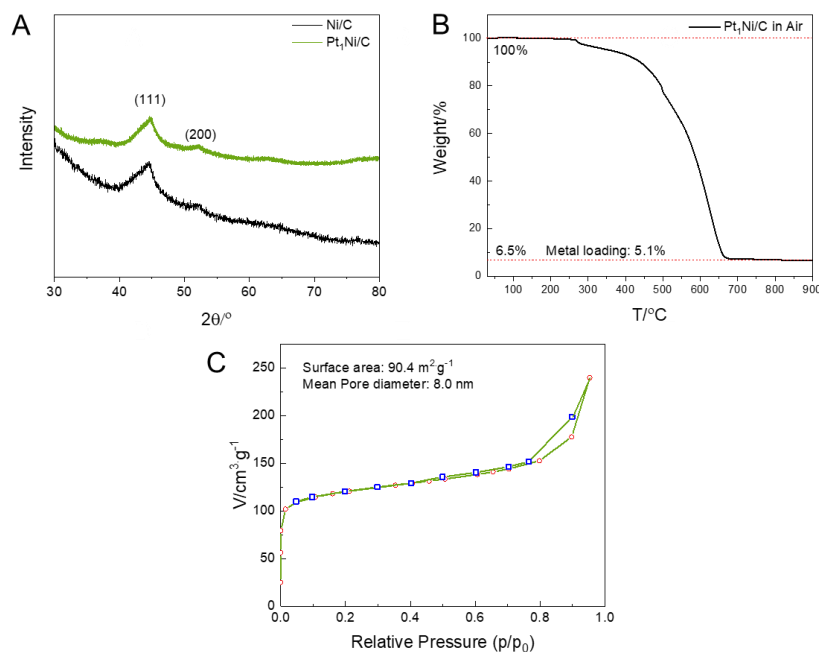 A
Ni/C
Pt₁Ni/C
(111)
(200)
Intensity
30 40 50 60 70 80
2θ/°
B
Pt₁Ni/C in Air
100%
6.5% Metal loading: 5.1%
Weight/%
100
80
60
40
20
0
100 200 300 400 500 600 700 800 900
T/°C
C
Surface area: 90.4 m² g⁻¹
Mean Pore diameter: 8.0 nm
V/cm³ g⁻¹
250
200
150
100
50
0
0.0 0.2 0.4 0.6 0.8 1.0
Relative Pressure (p/p₀)